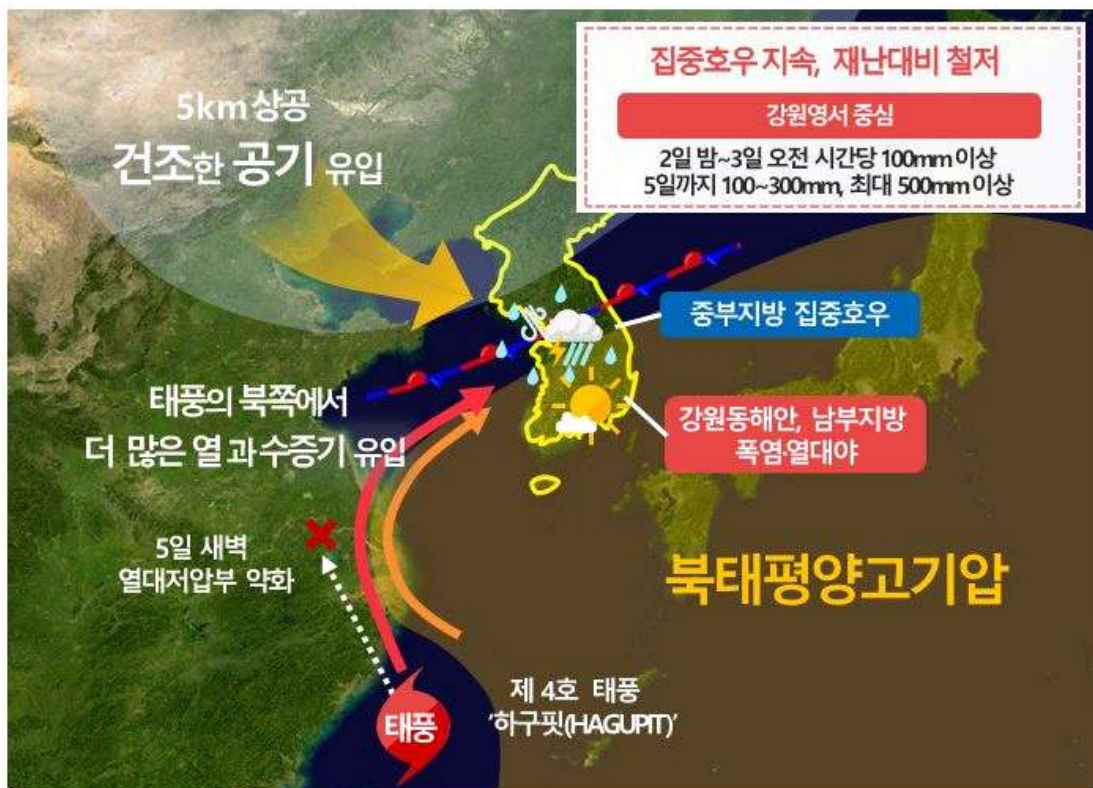 집중호우 지속, 재난대비 철저
강원영서 중심
2일 밤~3일 오전 시간당 100mm 이상
5일까지 100~300mm, 최대 500mm 이상
5km 상공
건조한 공기 유입
중부지방 집중호우
태풍의 북쪽에서
더 많은 열과 수증기 유입
강원동해안, 남부지방
폭염·열대야
5일 새벽
열대저압부 약화
북태평양고기압
제 4호 태풍
'하구핏(HAGUPIT)'
태풍